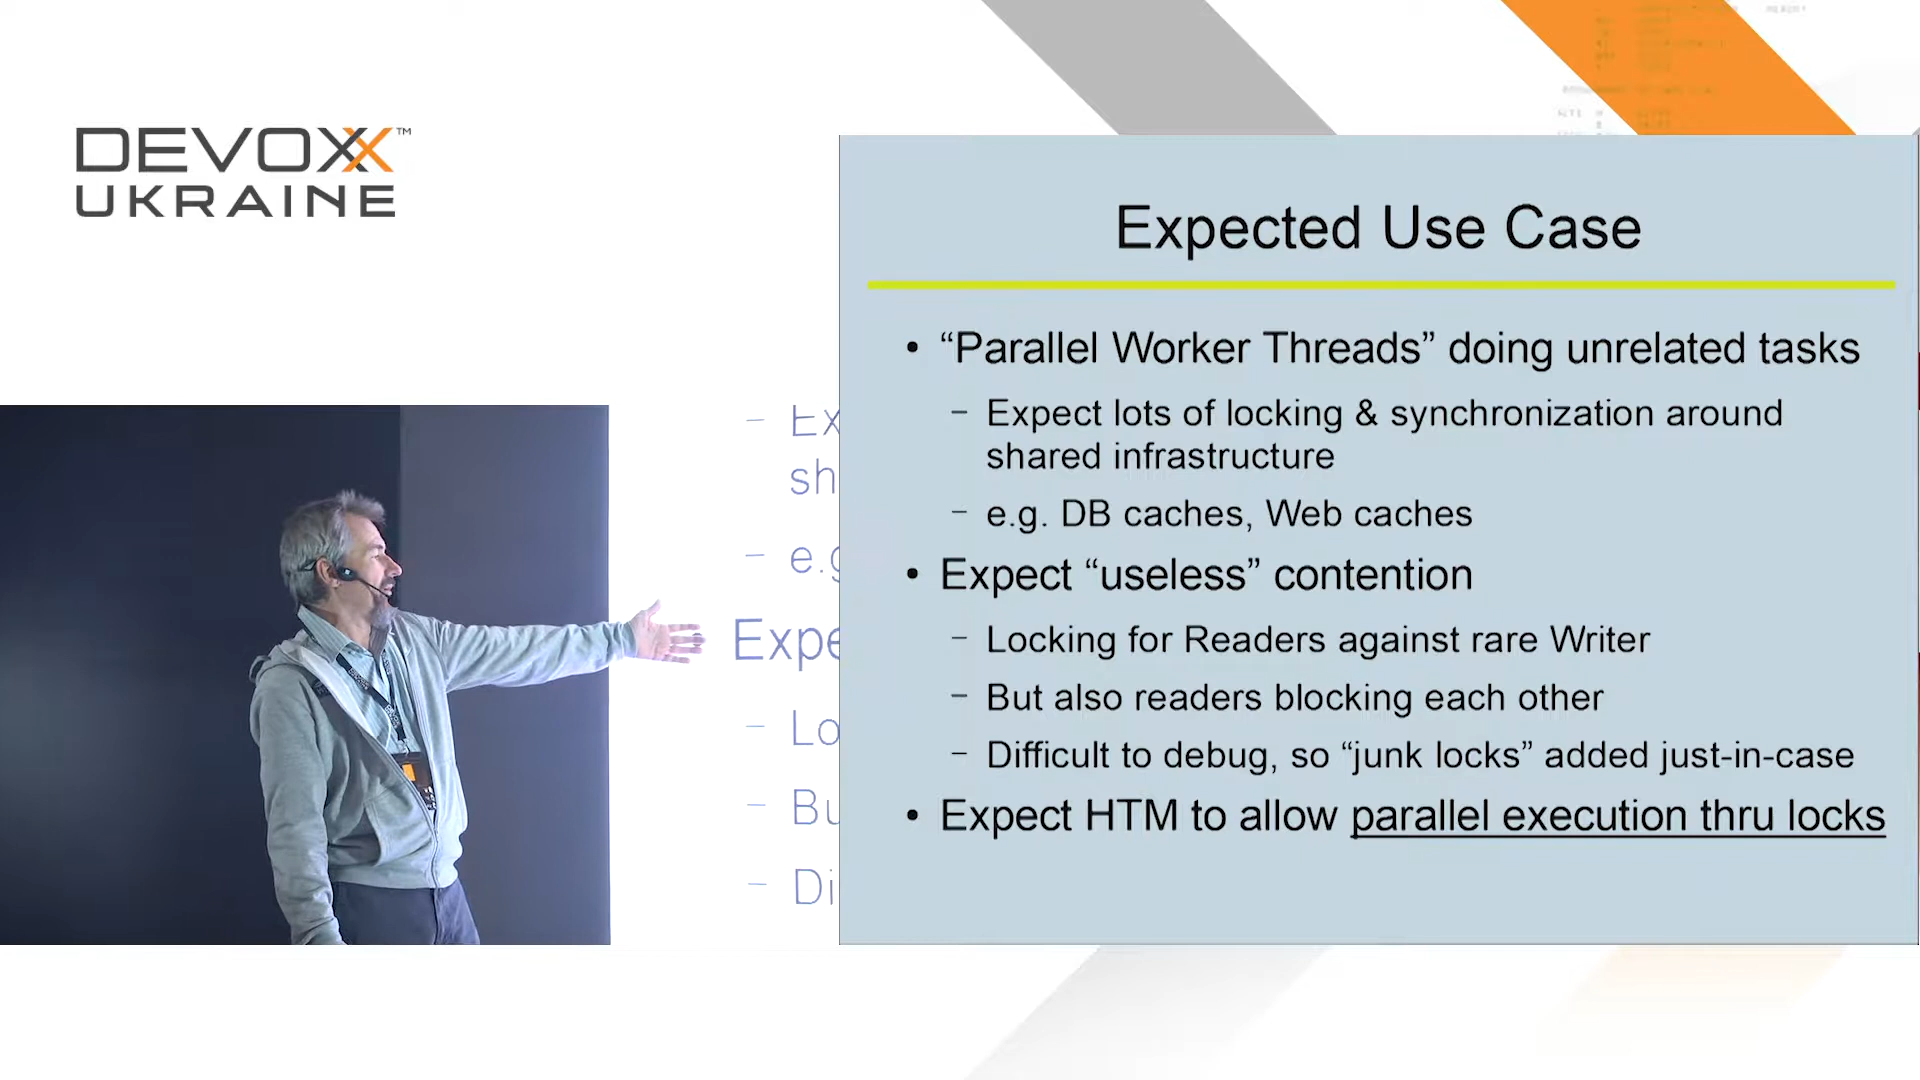 DEVOXX™
UKRAINE
Expected Use Case
• “Parallel Worker Threads” doing unrelated tasks
– Expect lots of locking & synchronization around
shared infrastructure
– e.g. DB caches, Web caches
• Expect “useless” contention
– Locking for Readers against rare Writer
– But also readers blocking each other
– Difficult to debug, so “junk locks” added just-in-case
• Expect HTM to allow parallel execution thru locks
– Ex
sh
– e.g
Expe
– Lo
– Bu
– Di